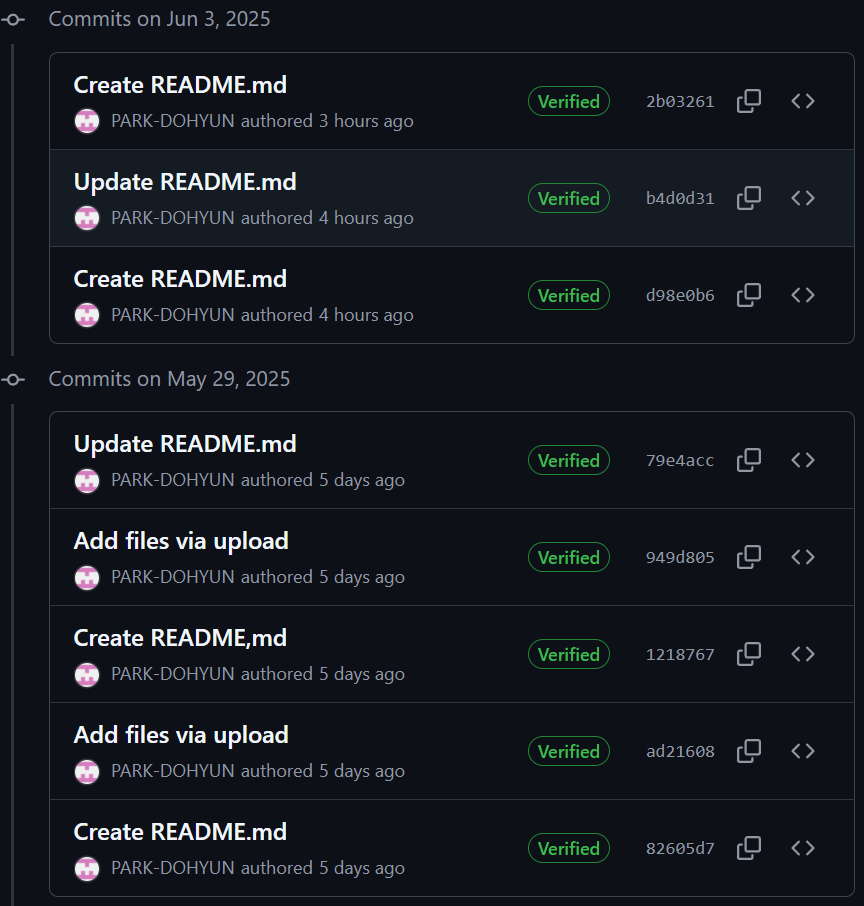 Commits on Jun 3, 2025
Create README.md
Verified
2b03261
PARK-DOHYUN authored 3 hours ago
Update README.md
Verified
b4d0d31
PARK-DOHYUN authored 4 hours ago
Create README.md
Verified
d98e0b6
PARK-DOHYUN authored 4 hours ago
Commits on May 29, 2025
Update README.md
Verified
79e4acc
PARK-DOHYUN authored 5 days ago
Add files via upload
Verified
949d805
PARK-DOHYUN authored 5 days ago
Create README,md
Verified
1218767
PARK-DOHYUN authored 5 days ago
Add files via upload
Verified
ad21608
PARK-DOHYUN authored 5 days ago
Create README.md
Verified
82605d7
PARK-DOHYUN authored 5 days ago